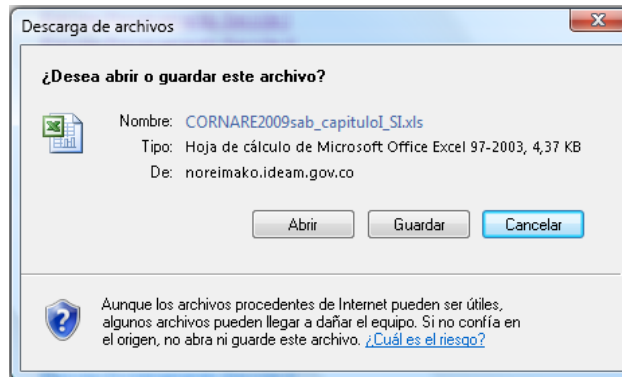 Descarga de archivos
¿Desea abrir o guardar este archivo?
Nombre: CORNARE2009sab_capituloI_SI.xls
Tipo: Hoja de cálculo de Microsoft Office Excel 97-2003, 4,37 KB
De: noreimako.ideam.gov.co
Abrir Guardar Cancelar
Aunque los archivos procedentes de Internet pueden ser útiles,
algunos archivos pueden llegar a dañar el equipo. Si no confía en
el origen, no abra ni guarde este archivo. ¿Cuál es el riesgo?